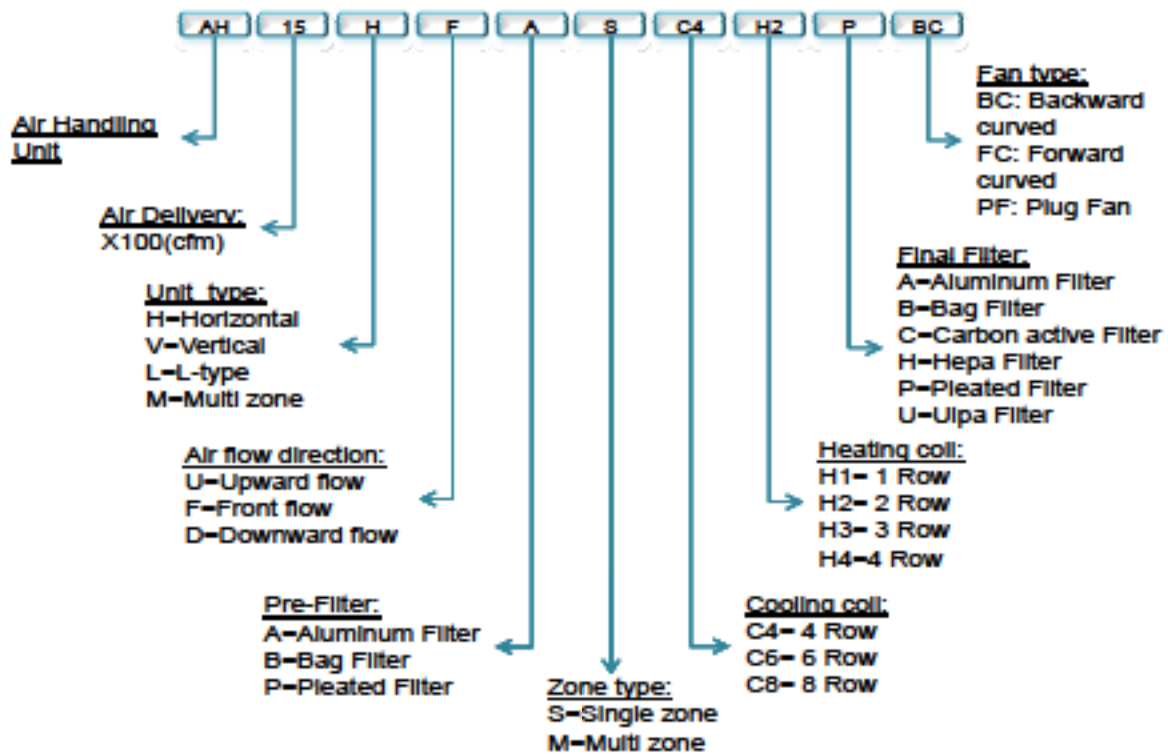 AH 15 H F A S C4 H2 P BC
Air Handling
Unit
Air Delivery:
X100(cfm)
Unit type:
H-Horizontal
V-Vertical
L-L-type
M-Multi zone
Air flow direction:
U-Upward flow
F-Front flow
D-Downward flow
Pre-Filter:
A-Aluminum Filter
B-Bag Filter
P-Pleated Filter
Zone type:
S-Single zone
M-Multi zone
Cooling coil:
C4- 4 Row
C6- 6 Row
C8- 8 Row
Heating coil:
H1- 1 Row
H2- 2 Row
H3- 3 Row
H4-4 Row
Final Filter:
A-Aluminum Filter
B-Bag Filter
C-Carbon active Filter
H-Hepa Filter
P-Pleated Filter
U-Ulpa Filter
Fan type:
BC: Backward
curved
FC: Forward
curved
PF: Plug Fan